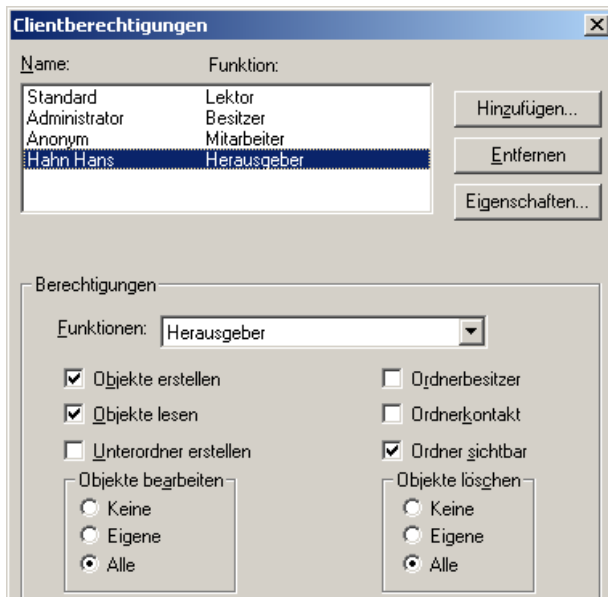 Clientberechtigungen
Name: Funktion:
Standard Lektor
Administrator Besitzer
Anonym Mitarbeiter
Hahn Hans Herausgeber
Hinzufügen...
Entfernen
Eigenschaften...
Berechtigungen
Funktionen: Herausgeber
Objekte erstellen Ordnerbesitzer
Objekte lesen Ordnerkontakt
Unterordner erstellen Ordner sichtbar
Objekte bearbeiten Objekte löschen
Keine Keine
Eigene Eigene
Alle Alle